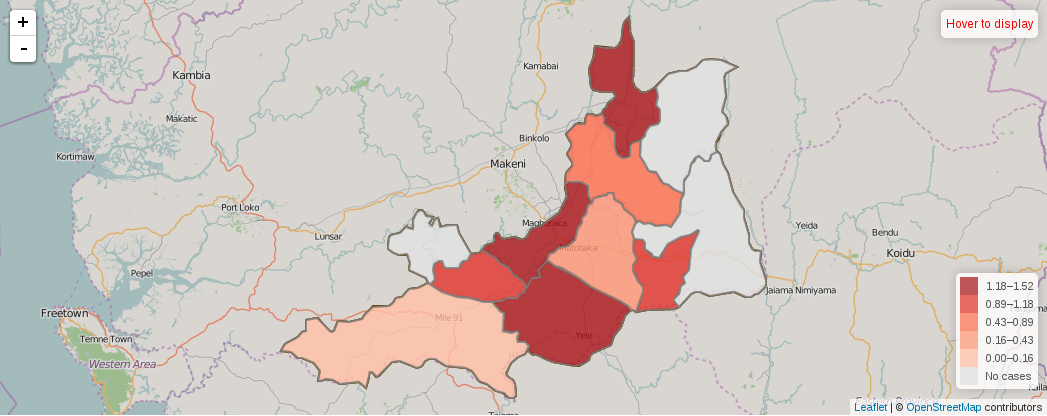 +
-
Hover to display
Kambia
Kamabai
Makatic
Binkolo
Kortimaw
Makeni
Port Loko
Lunsar
Magburaka
Matotaka
Yeida
Bendu
Koidu
Pepel
Jaiama Nimiyama
Freetown
Mile 91
Temne Town
Yele
Western Area
1.18–1.52
0.89–1.18
0.43–0.89
0.16–0.43
0.00–0.16
No cases
Leaflet | © OpenStreetMap contributors